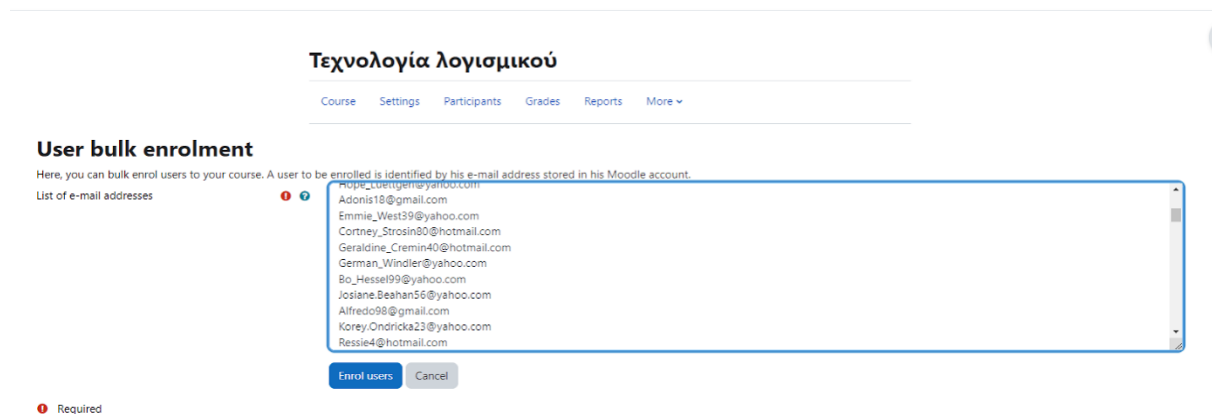 Τεχνολογία λογισμικού
Course Settings Participants Grades Reports More
User bulk enrolment
Here, you can bulk enrol users to your course. A user to be enrolled is identified by his e-mail address stored in his Moodle account.
List of e-mail addresses
Hope_Luettgen@yahoo.com
Adonis18@gmail.com
Emmie_West39@yahoo.com
Cortney_Strosin80@hotmail.com
Geraldine_Cremin40@hotmail.com
German_Windler@yahoo.com
Bo_Hessel99@yahoo.com
Josiane.Beahan56@yahoo.com
Alfredo98@gmail.com
Korey.Ondricka23@yahoo.com
Ressie4@hotmail.com
Enrol users Cancel
Required